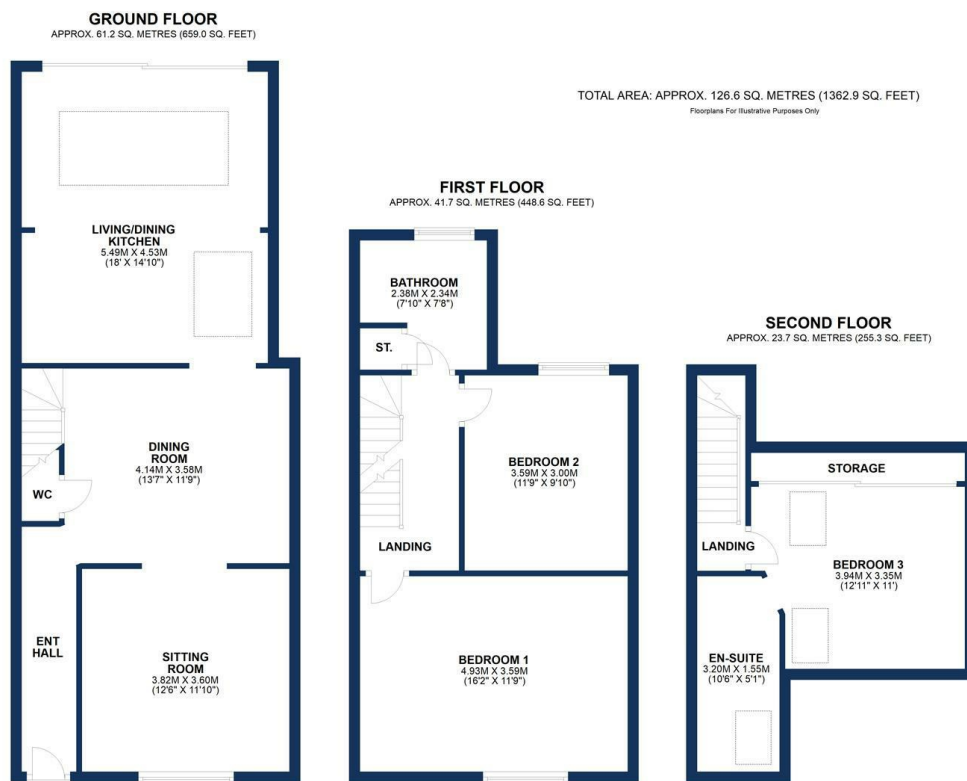 GROUND FLOOR
APPROX. 61.2 SQ. METRES (659.0 SQ. FEET)
LIVING/DINING
KITCHEN
5.49M X 4.53M
(18' X 14'10")
DINING
ROOM
4.14M X 3.58M
(13'7" X 11'9")
WC
ENT
HALL
SITTING
ROOM
3.82M X 3.60M
(12'6" X 11'10")
TOTAL AREA: APPROX. 126.6 SQ. METRES (1362.9 SQ. FEET)
Floorplans For Illustrative Purposes Only
FIRST FLOOR
APPROX. 41.7 SQ. METRES (448.6 SQ. FEET)
BATHROOM
2.38M X 2.34M
(7'10" X 7'8")
ST.
BEDROOM 2
3.59M X 3.00M
(11'9" X 9'10")
LANDING
BEDROOM 1
4.93M X 3.59M
(16'2" X 11'9")
SECOND FLOOR
APPROX. 23.7 SQ. METRES (255.3 SQ. FEET)
STORAGE
LANDING
BEDROOM 3
3.94M X 3.35M
(12'11" X 11')
EN-SUITE
3.20M X 1.55M
(10'6" X 5'1")